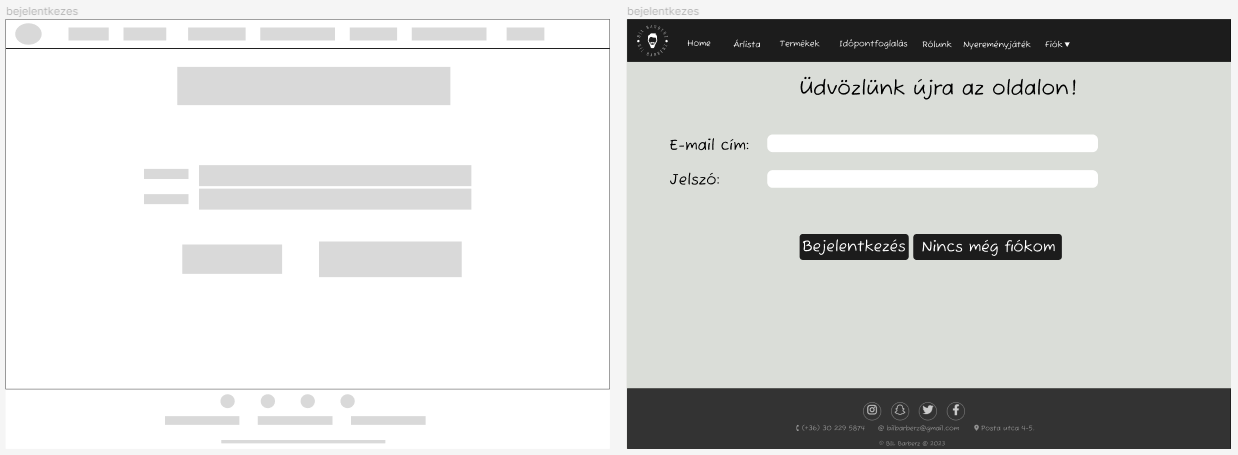 bejelentkezes
bejelentkezes
Home Árlista Termékek Időpontfoglalás Rólunk Nyereményjáték Fiók ▼
Üdvözlünk újra az oldalon!
E-mail cím:
Jelszó:
Bejelentkezés Nincs még fiókom
(+36) 30 229 5874 bilbarberz@gmail.com Posta utca 4-5.
© Bil Barberz @ 2023